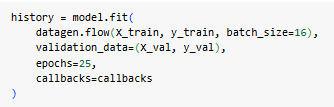 history = model.fit(
    datagen.flow(X_train, y_train, batch_size=16),
    validation_data=(X_val, y_val),
    epochs=25,
    callbacks=callbacks
)